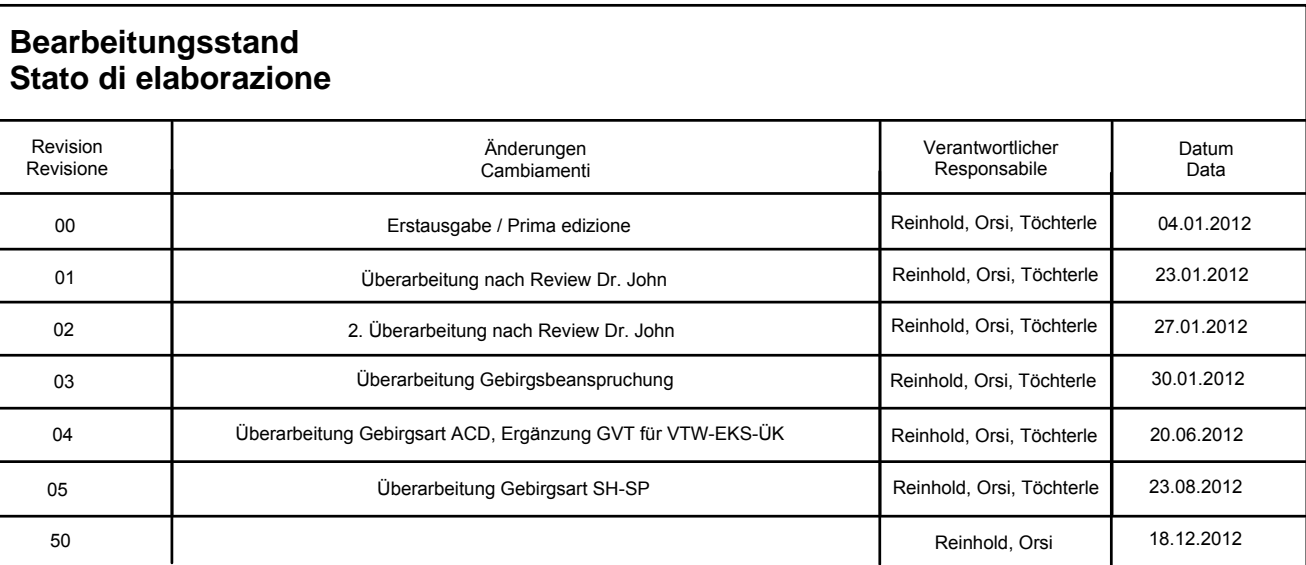 Bearbeitungsstand
Stato di elaborazione
Revision
Revisione
Änderungen
Cambiamenti
Verantwortlicher
Responsabile
Datum
Data
00 Erstausgabe / Prima edizione Reinhold, Orsi, Töchterle 04.01.2012
01 Überarbeitung nach Review Dr. John Reinhold, Orsi, Töchterle 23.01.2012
02 2. Überarbeitung nach Review Dr. John Reinhold, Orsi, Töchterle 27.01.2012
03 Überarbeitung Gebirgsbeanspruchung Reinhold, Orsi, Töchterle 30.01.2012
04 Überarbeitung Gebirgsart ACD, Ergänzung GVT für VTW-EKS-ÜK Reinhold, Orsi, Töchterle 20.06.2012
05 Überarbeitung Gebirgsart SH-SP Reinhold, Orsi, Töchterle 23.08.2012
50 Reinhold, Orsi 18.12.2012